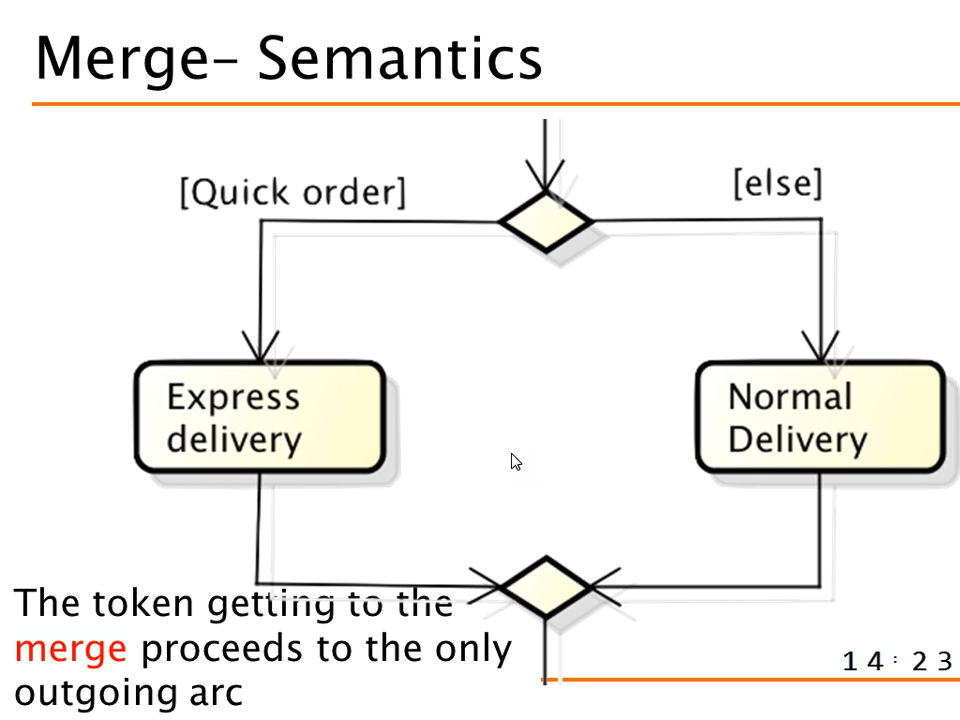 Merge– Semantics
[Quick order]
[else]
Express
delivery
Normal
Delivery
The token getting to the
merge proceeds to the only
outgoing arc
14:23